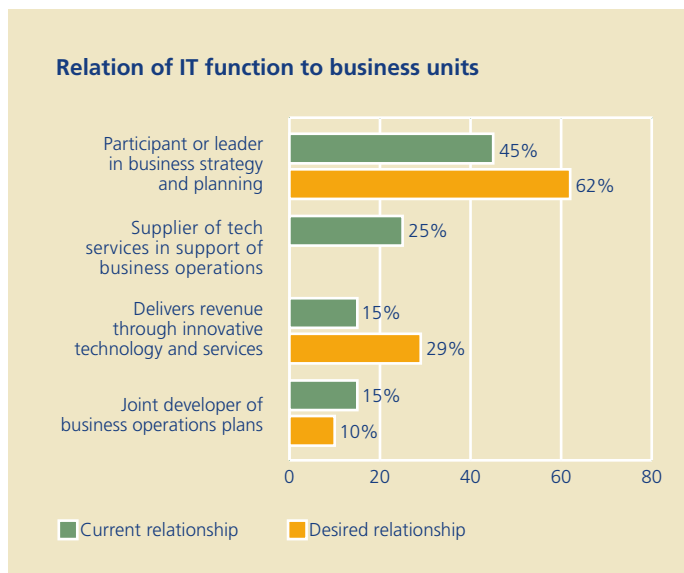 Relation of IT function to business units
Participant or leader
in business strategy
and planning
45%
62%
Supplier of tech
services in support of
business operations
25%
Delivers revenue
through innovative
technology and services
15%
29%
Joint developer of
business operations plans
15%
10%
0 20 40 60 80
Current relationship Desired relationship